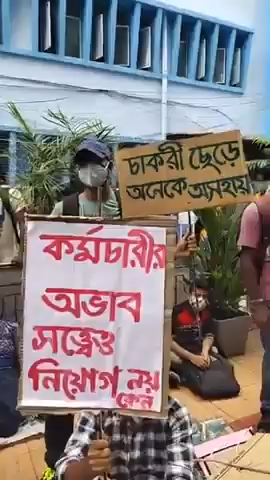 চাকরী ছেড়ে
অনেকে অসহায়
কর্মচারীর
অভাব
সত্ত্বেও
নিয়োগ নয়
কেন